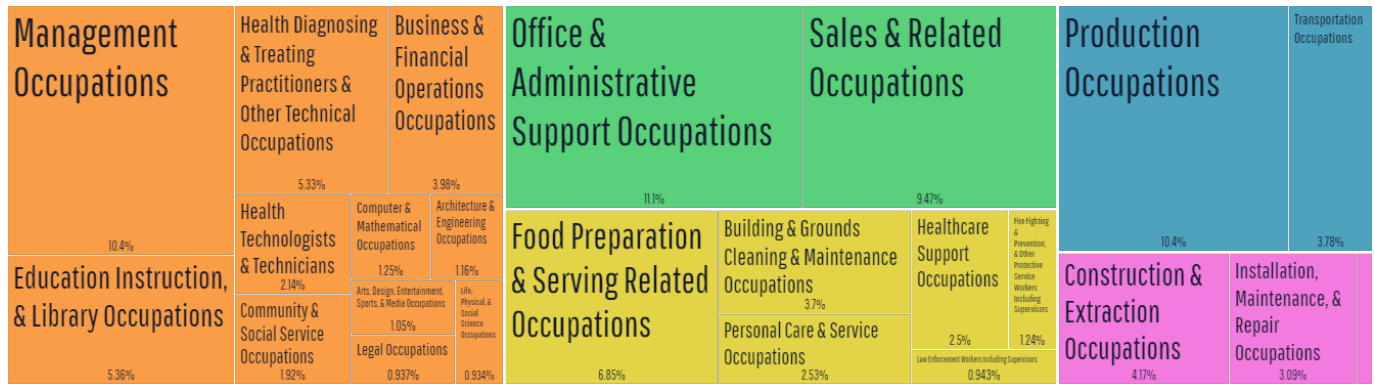 Management
Occupations
10.4%
Education Instruction,
& Library Occupations
5.36%
Health Diagnosing
& Treating
Practitioners &
Other Technical
Occupations
5.33%
Business &
Financial
Operations
Occupations
3.98%
Health
Technologists
& Technicians
2.14%
Community &
Social Service
Occupations
1.92%
Computer &
Mathematical
Occupations
1.25%
Architecture &
Engineering
Occupations
1.16%
Arts, Design, Entertainment,
Sports, & Media Occupations
1.05%
Legal Occupations
0.937%
Life,
Physical, &
Social
Science
Occupations
0.934%
Office &
Administrative
Support Occupations
11.1%
Sales & Related
Occupations
9.47%
Food Preparation
& Serving Related
Occupations
6.85%
Building & Grounds
Cleaning & Maintenance
Occupations
3.7%
Personal Care & Service
Occupations
2.53%
Healthcare
Support
Occupations
2.5%
Fire Fighting
&
Prevention,
& Other
Protective
Service
Workers
Including
Supervisors
1.24%
Law Enforcement Workers Including Supervisors
0.943%
Production
Occupations
10.4%
Transportation
Occupations
3.78%
Construction &
Extraction
Occupations
4.17%
Installation,
Maintenance, &
Repair
Occupations
3.09%